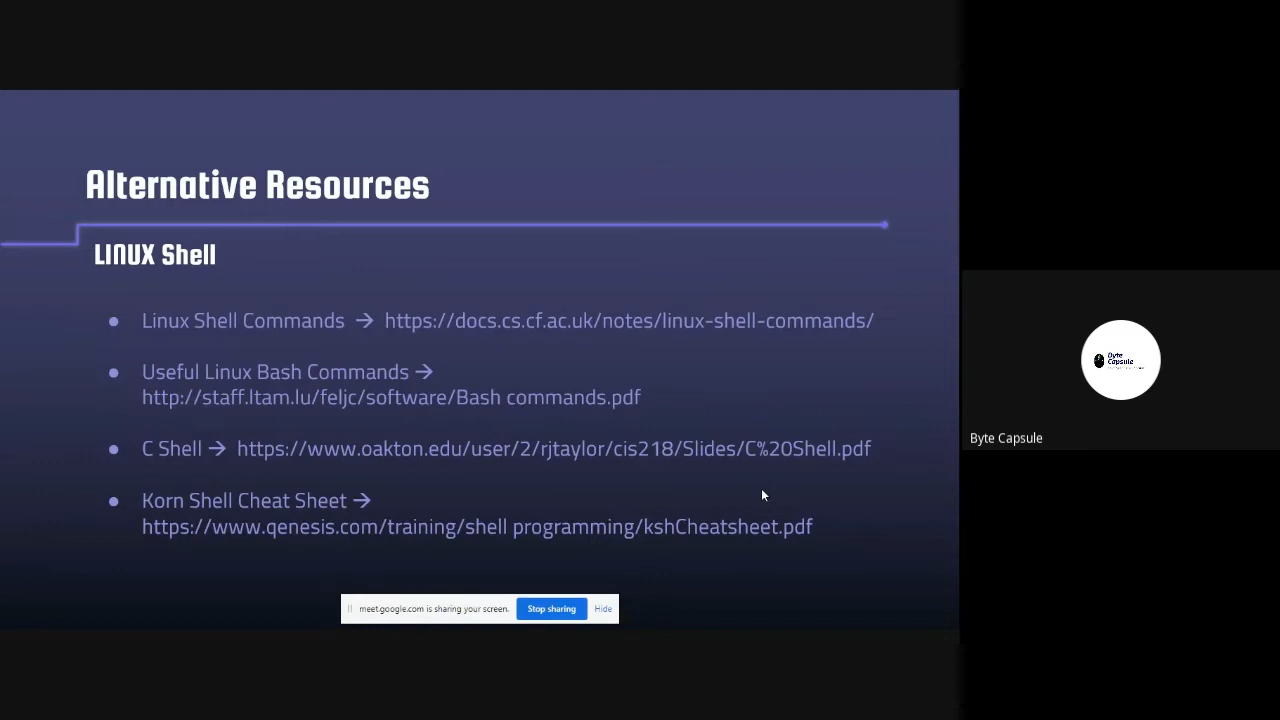 Alternative Resources
LINUX Shell
● Linux Shell Commands → https://docs.cs.cf.ac.uk/notes/linux-shell-commands/
● Useful Linux Bash Commands →
http://staff.ltam.lu/feljc/software/Bash commands.pdf
● C Shell → https://www.oakton.edu/user/2/rjtaylor/cis218/Slides/C%20Shell.pdf
● Korn Shell Cheat Sheet →
https://www.qenesis.com/training/shell programming/kshCheatsheet.pdf
meet.google.com is sharing your screen. Stop sharing Hide
Byte
Capsule
Byte Capsule